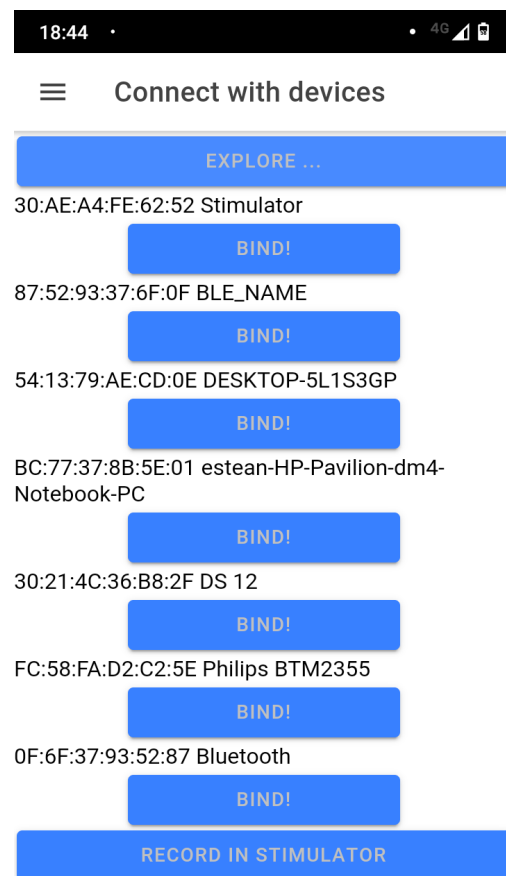 18:44
4G
Connect with devices
EXPLORE ...
30:AE:A4:FE:62:52 Stimulator
BIND!
87:52:93:37:6F:0F BLE_NAME
BIND!
54:13:79:AE:CD:0E DESKTOP-5L1S3GP
BIND!
BC:77:37:8B:5E:01 estean-HP-Pavilion-dm4-
Notebook-PC
BIND!
30:21:4C:36:B8:2F DS 12
BIND!
FC:58:FA:D2:C2:5E Philips BTM2355
BIND!
0F:6F:37:93:52:87 Bluetooth
BIND!
RECORD IN STIMULATOR